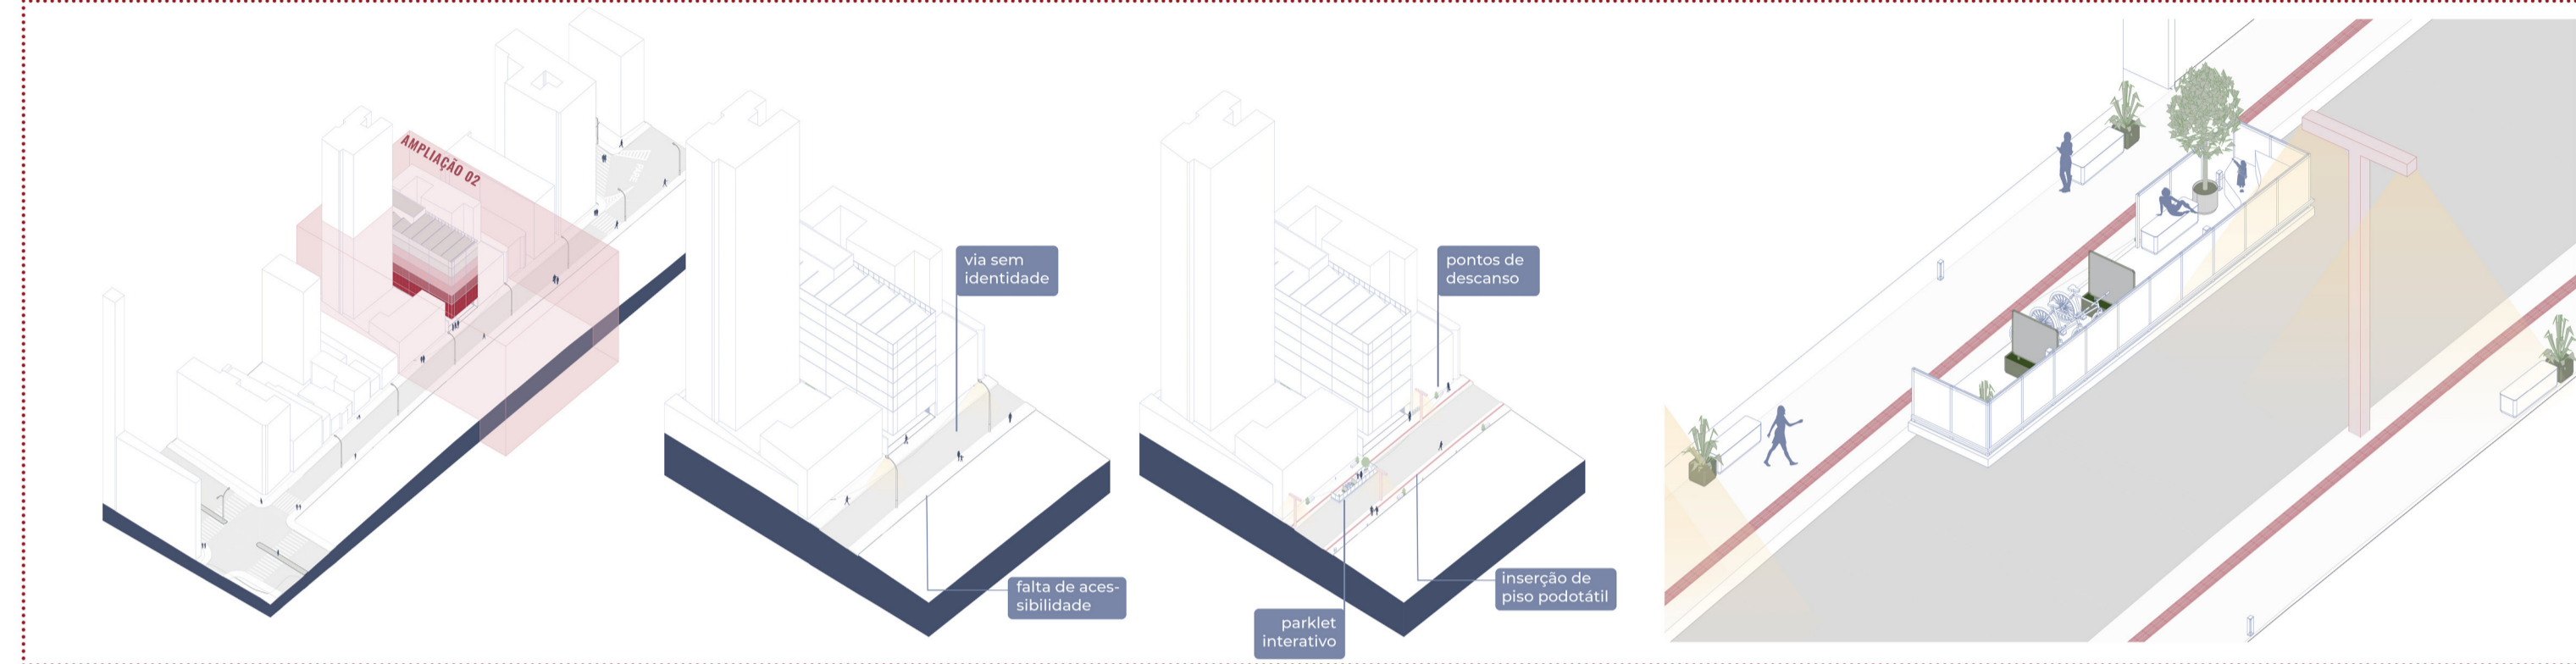 AMPLIAÇÃO 02
via sem
identidade
falta de aces-
sibilidade
pontos de
descanso
inserção de
piso podotátil
parklet
interativo